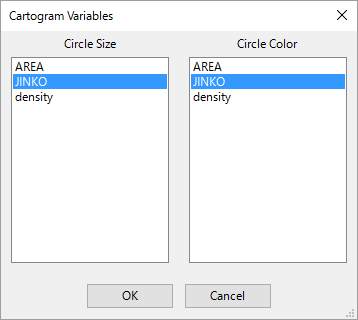 Cartogram Variables
Circle Size
AREA
JINKO
density
Circle Color
AREA
JINKO
density
OK
Cancel